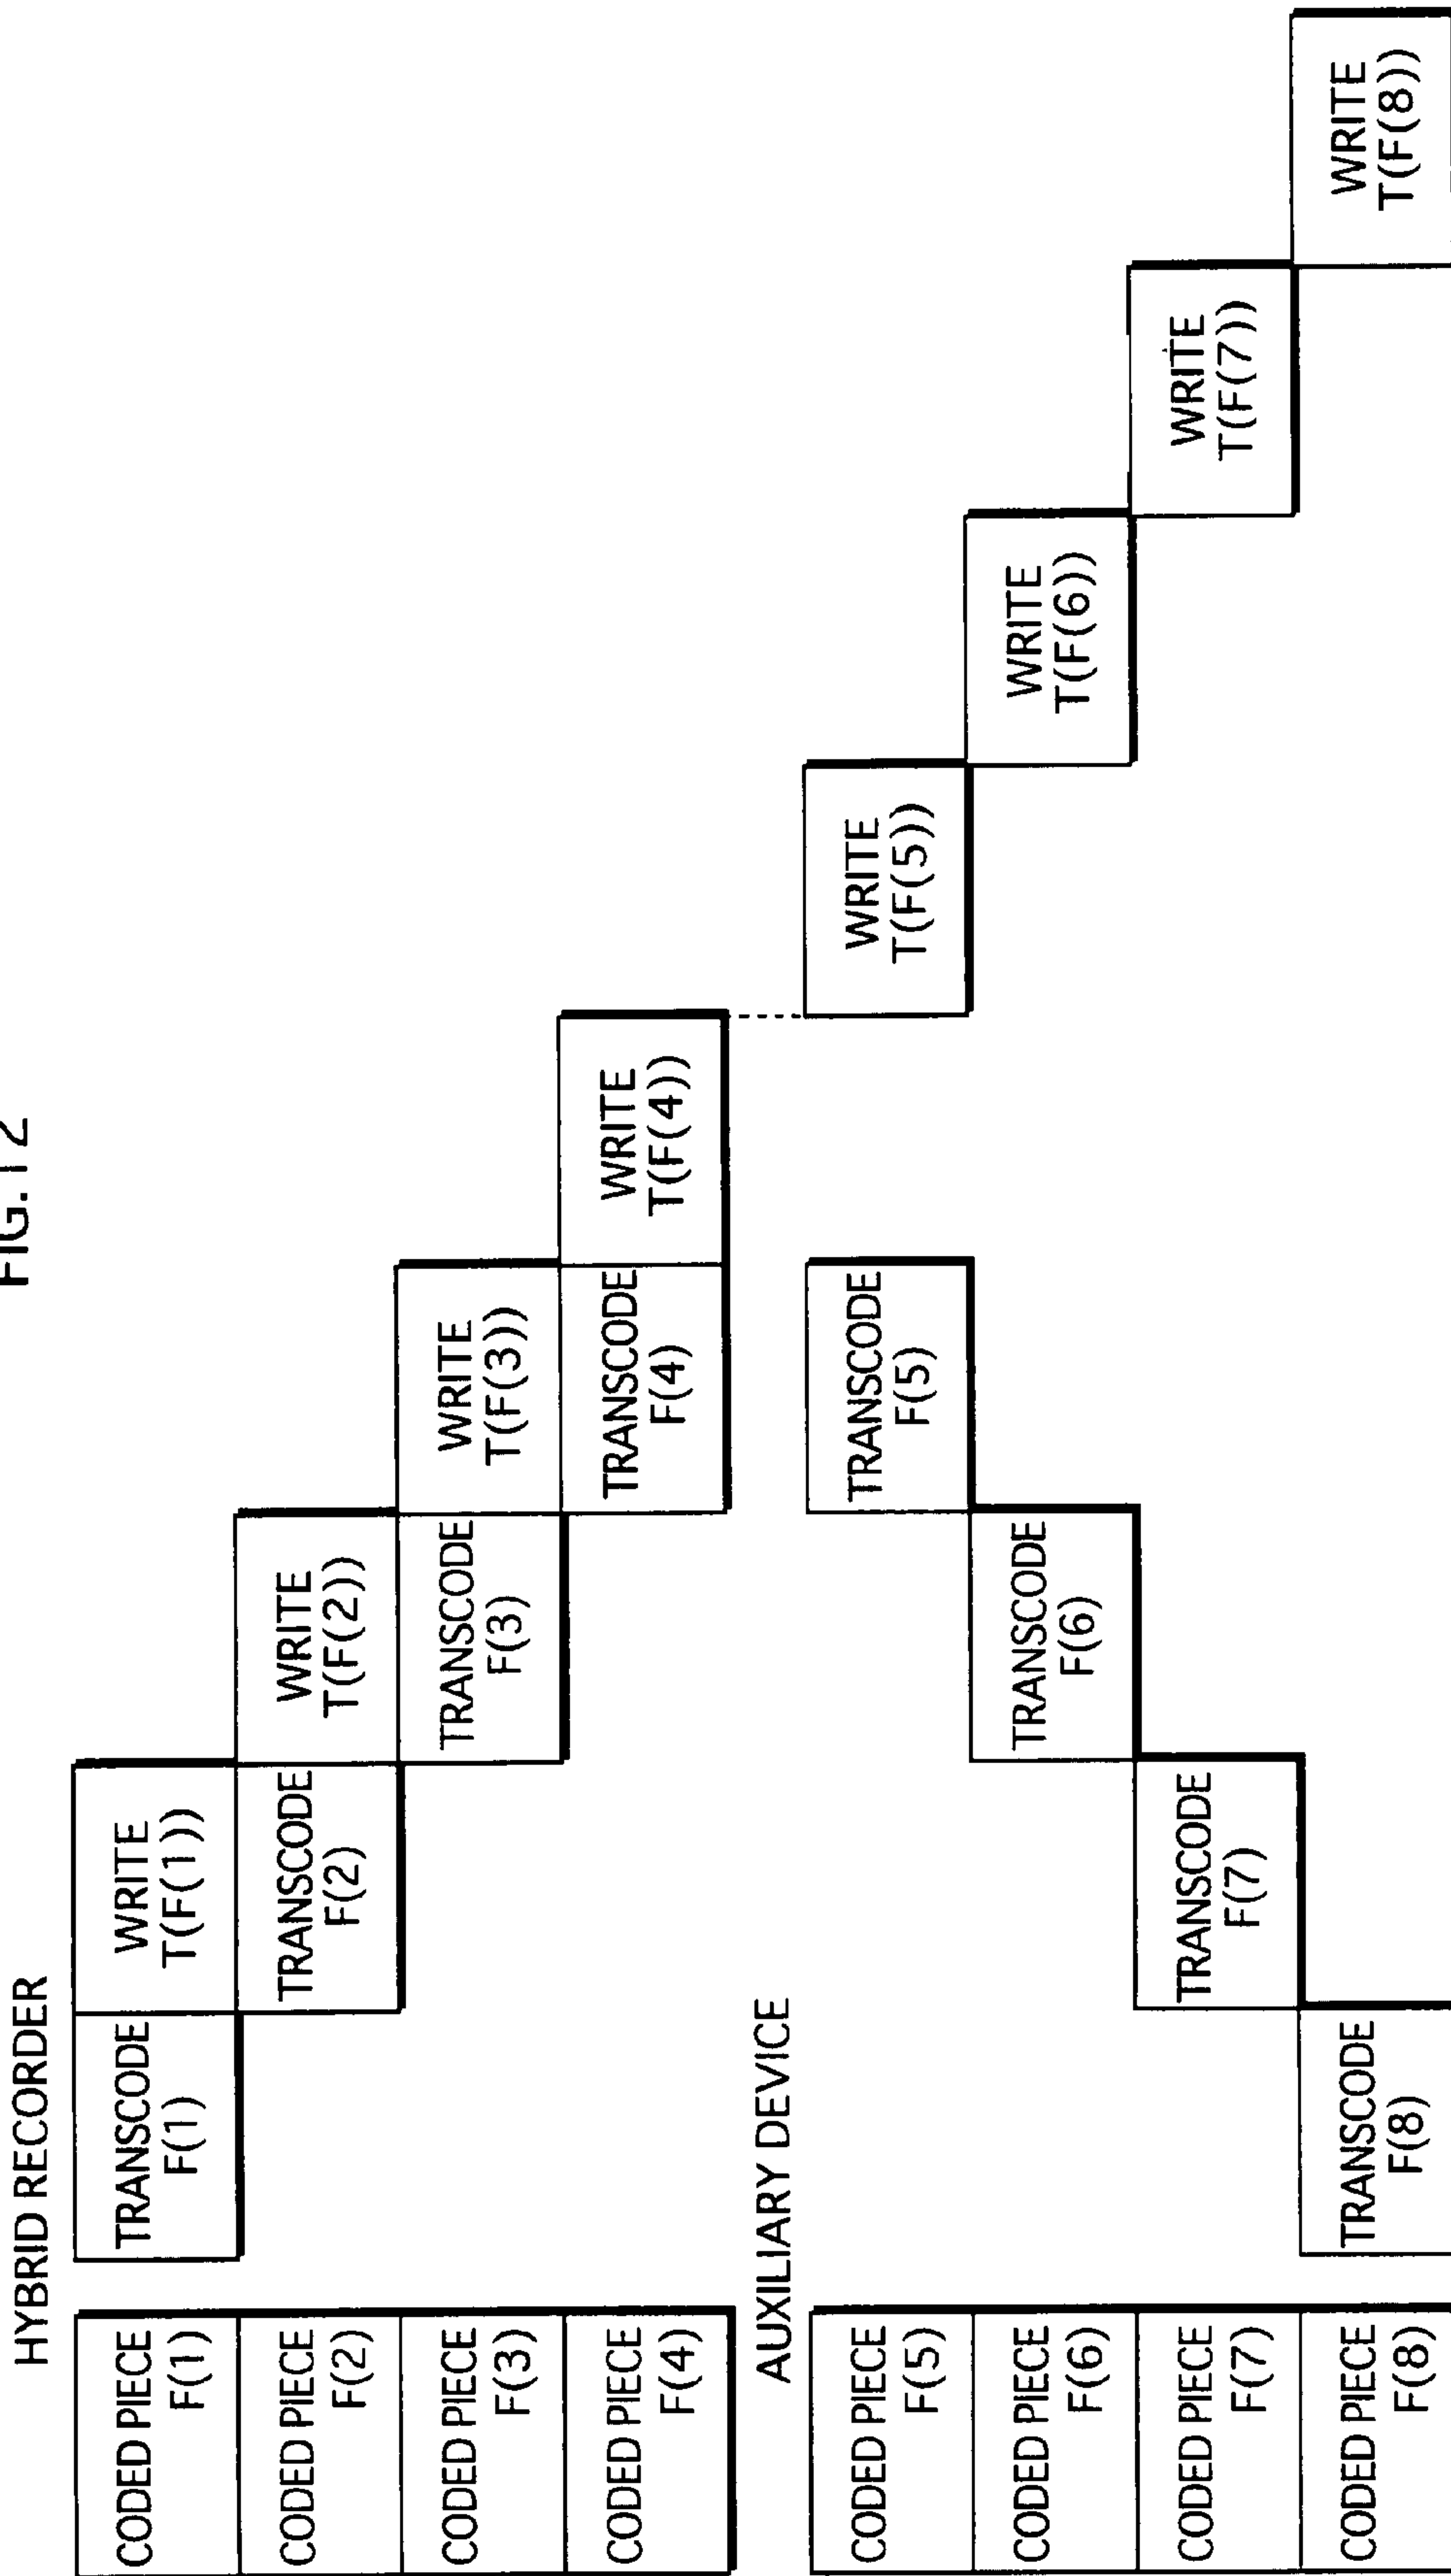 FIG.12
HYBRID RECORDER
CODED PIECE
F(1)
TRANSCODE
F(1)
WRITE
T(F(1))
CODED PIECE
F(2)
TRANSCODE
F(2)
WRITE
T(F(2))
CODED PIECE
F(3)
TRANSCODE
F(3)
WRITE
T(F(3))
CODED PIECE
F(4)
TRANSCODE
F(4)
WRITE
T(F(4))
AUXILIARY DEVICE
CODED PIECE
F(5)
TRANSCODE
F(5)
WRITE
T(F(5))
CODED PIECE
F(6)
TRANSCODE
F(6)
WRITE
T(F(6))
CODED PIECE
F(7)
TRANSCODE
F(7)
WRITE
T(F(7))
CODED PIECE
F(8)
TRANSCODE
F(8)
WRITE
T(F(8))